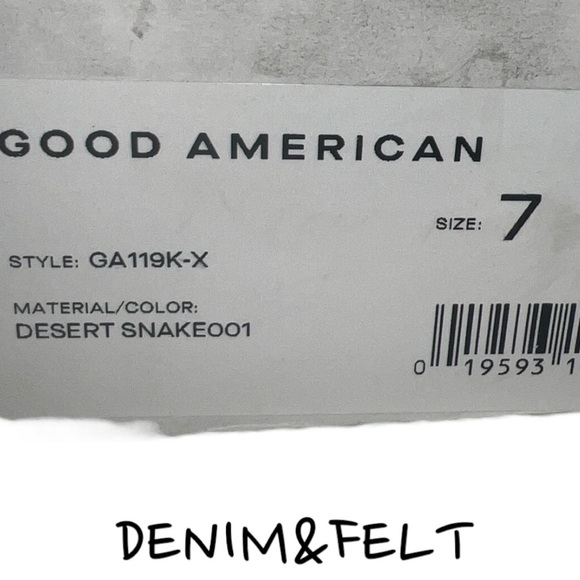 GOOD AMERICAN
SIZE: 7
STYLE: GA119K-X
MATERIAL/COLOR:
DESERT SNAKE001
0 19593 1
DENIM&FELT